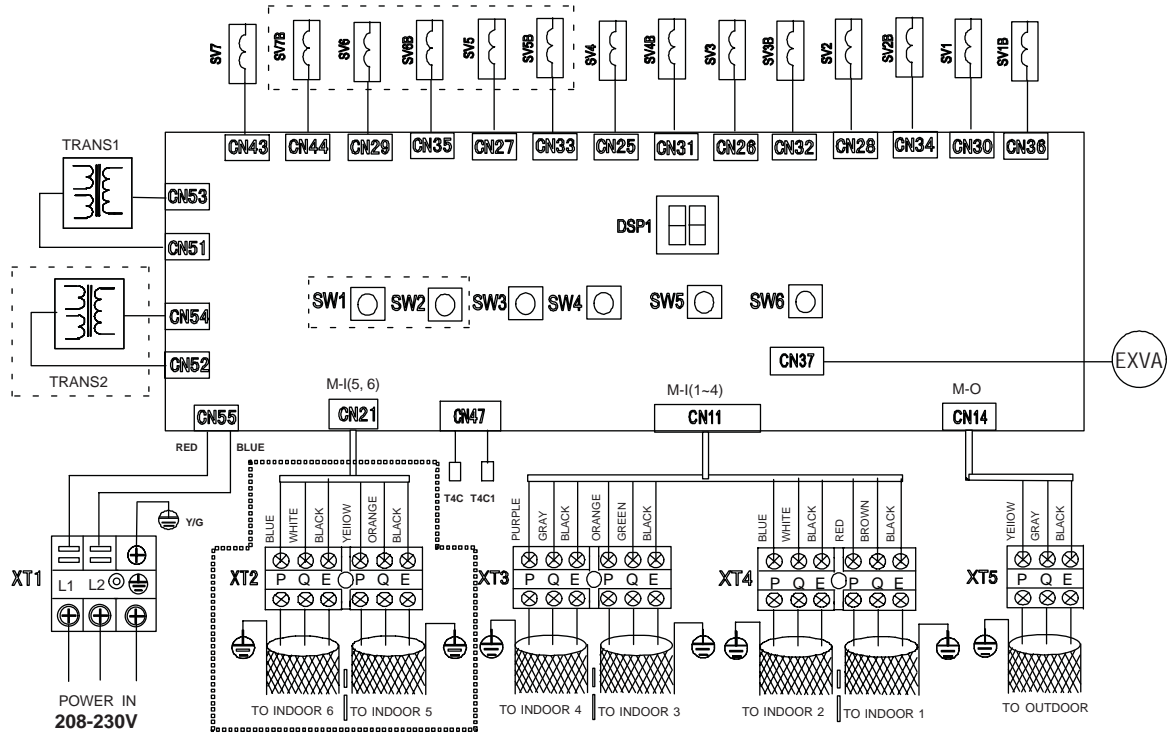 SV7 SV7B SV6 SV6B SV5 SV5B SV4 SV4B SV3 SV3B SV2 SV2B SV1 SV1B
CN43 CN44 CN29 CN35 CN27 CN33 CN25 CN31 CN26 CN32 CN28 CN34 CN30 CN36
TRANS1
CN53
DSP1
CN51
SW1 SW2 SW3 SW4 SW5 SW6
CN54
CN52
TRANS2
CN37
EXVA
M-I(5, 6) M-I(1~4) M-O
CN55 CN21 CN47 CN11 CN14
RED BLUE
T4C T4C1
Y/G
BLUE WHITE BLACK YEIIOW ORANGE BLACK
PURPLE GRAY BLACK ORANGE GREEN BLACK
BLUE WHITE BLACK RED BROWN BLACK
YEIIOW GRAY BLACK
XT1 L1 L2
XT2 P Q E P Q E
XT3 P Q E P Q E
XT4 P Q E P Q E
XT5 P Q E
POWER IN
208-230V
TO INDOOR 6 TO INDOOR 5 TO INDOOR 4 TO INDOOR 3 TO INDOOR 2 TO INDOOR 1 TO OUTDOOR